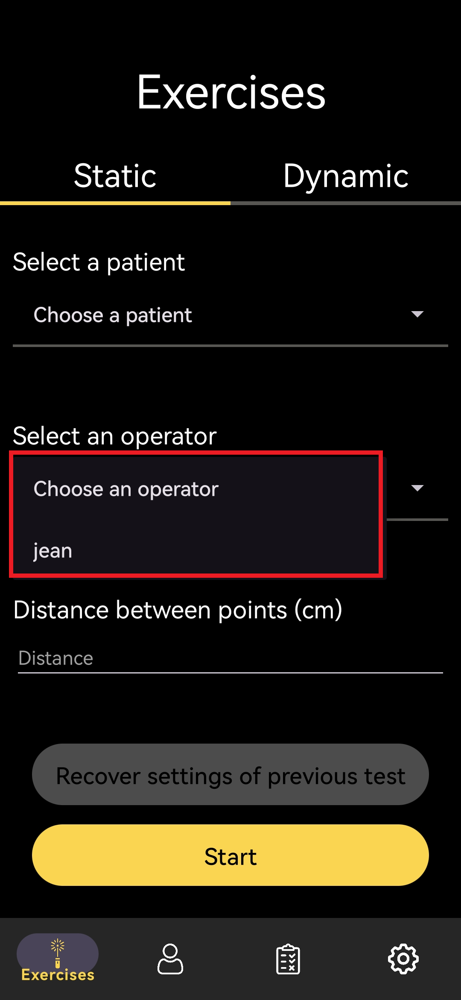 Exercises
Static
Dynamic
Select a patient
Choose a patient
Select an operator
Choose an operator
jean
Distance between points (cm)
Distance
Recover settings of previous test
Start
Exercises